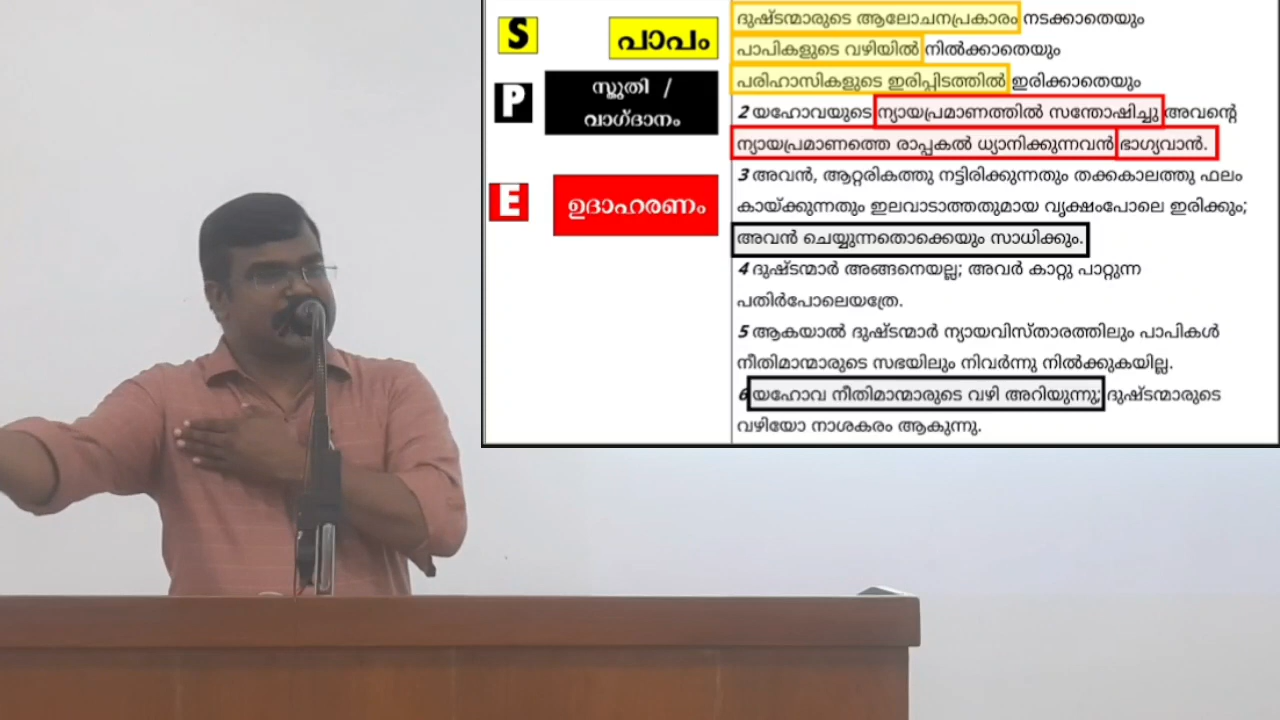 S പാപം
P സ്തുതി /
വാഗ്ദാനം
E ഉദാഹരണം
ദുഷ്ടന്മാരുടെ ആലോചനപ്രകാരം നടക്കാതെയും
പാപികളുടെ വഴിയിൽ നിൽക്കാതെയും
പരിഹാസികളുടെ ഇരിപ്പിടത്തിൽ ഇരിക്കാതെയും
2 യഹോവയുടെ ന്യായപ്രമാണത്തിൽ സന്തോഷിച്ചു അവന്റെ
ന്യായപ്രമാണത്തെ രാപ്പകൽ ധ്യാനിക്കുന്നവൻ ഭാഗ്യവാൻ.
3 അവൻ, ആറ്റരികത്തു നട്ടിരിക്കുന്നതും തക്കകാലത്തു ഫലം
കായ്ക്കുന്നതും ഇലവാടാത്തതുമായ വൃക്ഷംപോലെ ഇരിക്കും;
അവൻ ചെയ്യുന്നതൊക്കെയും സാധിക്കും.
4 ദുഷ്ടന്മാർ അങ്ങനെയല്ല; അവർ കാറ്റു പാറ്റുന്ന
പതിർപോലെയത്രേ.
5 ആകയാൽ ദുഷ്ടന്മാർ ന്യായവിസ്താരത്തിലും പാപികൾ
നീതിമാന്മാരുടെ സഭയിലും നിവർന്നു നിൽക്കുകയില്ല.
6 യഹോവ നീതിമാന്മാരുടെ വഴി അറിയുന്നു; ദുഷ്ടന്മാരുടെ
വഴിയോ നാശകരം ആകുന്നു.